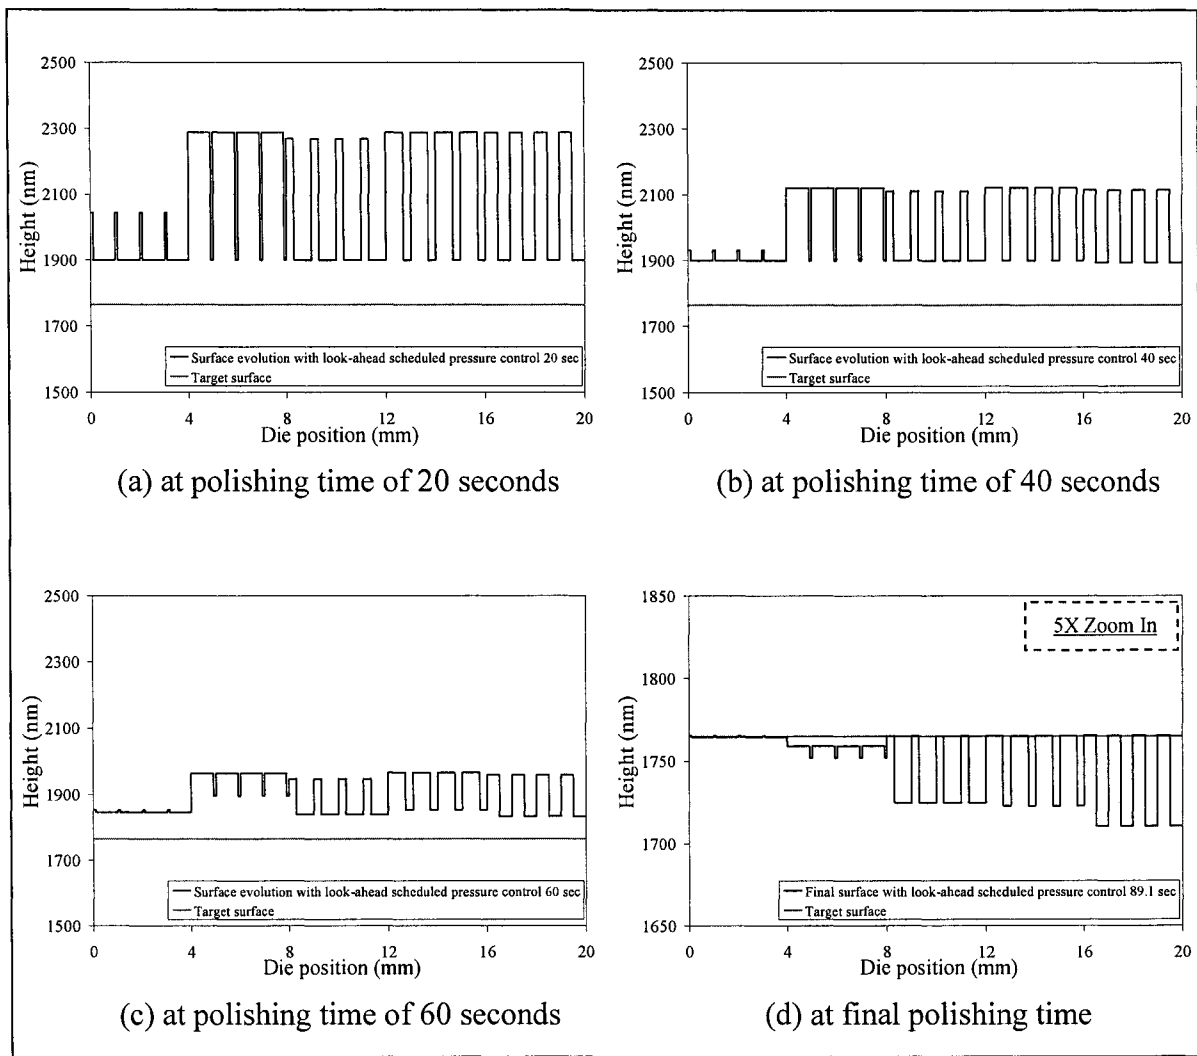 2500
2300
2100
1900
1700
1500
Height (nm)
Surface evolution with look-ahead scheduled pressure control 20 sec
Target surface
0 4 8 12 16 20
Die position (mm)
(a) at polishing time of 20 seconds
2500
2300
2100
1900
1700
1500
Height (nm)
Surface evolution with look-ahead scheduled pressure control 40 sec
Target surface
0 4 8 12 16 20
Die position (mm)
(b) at polishing time of 40 seconds
2500
2300
2100
1900
1700
1500
Height (nm)
Surface evolution with look-ahead scheduled pressure control 60 sec
Target surface
0 4 8 12 16 20
Die position (mm)
(c) at polishing time of 60 seconds
1850
1750
1700
1650
1800
Height (nm)
5X Zoom In
Final surface with look-ahead scheduled pressure control 89.1 sec
Target surface
0 4 8 12 16 20
Die position (mm)
(d) at final polishing time